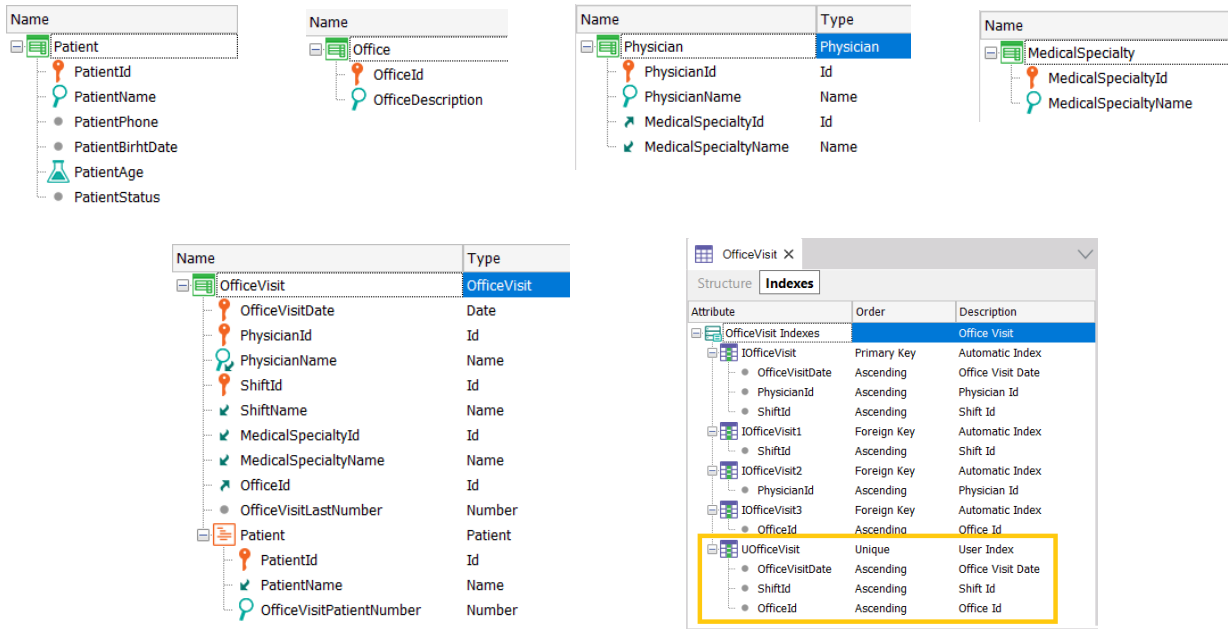 Name
Patient
PatientId
PatientName
PatientPhone
PatientBirhtDate
PatientAge
PatientStatus
Name
Office
OfficeId
OfficeDescription
Name Type
Physician Physician
PhysicianId Id
PhysicianName Name
MedicalSpecialtyId Id
MedicalSpecialtyName Name
Name
MedicalSpecialty
MedicalSpecialtyId
MedicalSpecialtyName
Name Type
OfficeVisit OfficeVisit
OfficeVisitDate Date
PhysicianId Id
PhysicianName Name
ShiftId Id
ShiftName Name
MedicalSpecialtyId Id
MedicalSpecialtyName Name
OfficeId Id
OfficeVisitLastNumber Number
Patient Patient
PatientId Id
PatientName Name
OfficeVisitPatientNumber Number
OfficeVisit X
Structure Indexes
Attribute Order Description
OfficeVisit Indexes Office Visit
IOfficeVisit Primary Key Automatic Index
OfficeVisitDate Ascending Office Visit Date
PhysicianId Ascending Physician Id
ShiftId Ascending Shift Id
IOfficeVisit1 Foreign Key Automatic Index
ShiftId Ascending Shift Id
IOfficeVisit2 Foreign Key Automatic Index
PhysicianId Ascending Physician Id
IOfficeVisit3 Foreign Key Automatic Index
OfficeId Ascending Office Id
UOfficeVisit Unique User Index
OfficeVisitDate Ascending Office Visit Date
ShiftId Ascending Shift Id
OfficeId Ascending Office Id